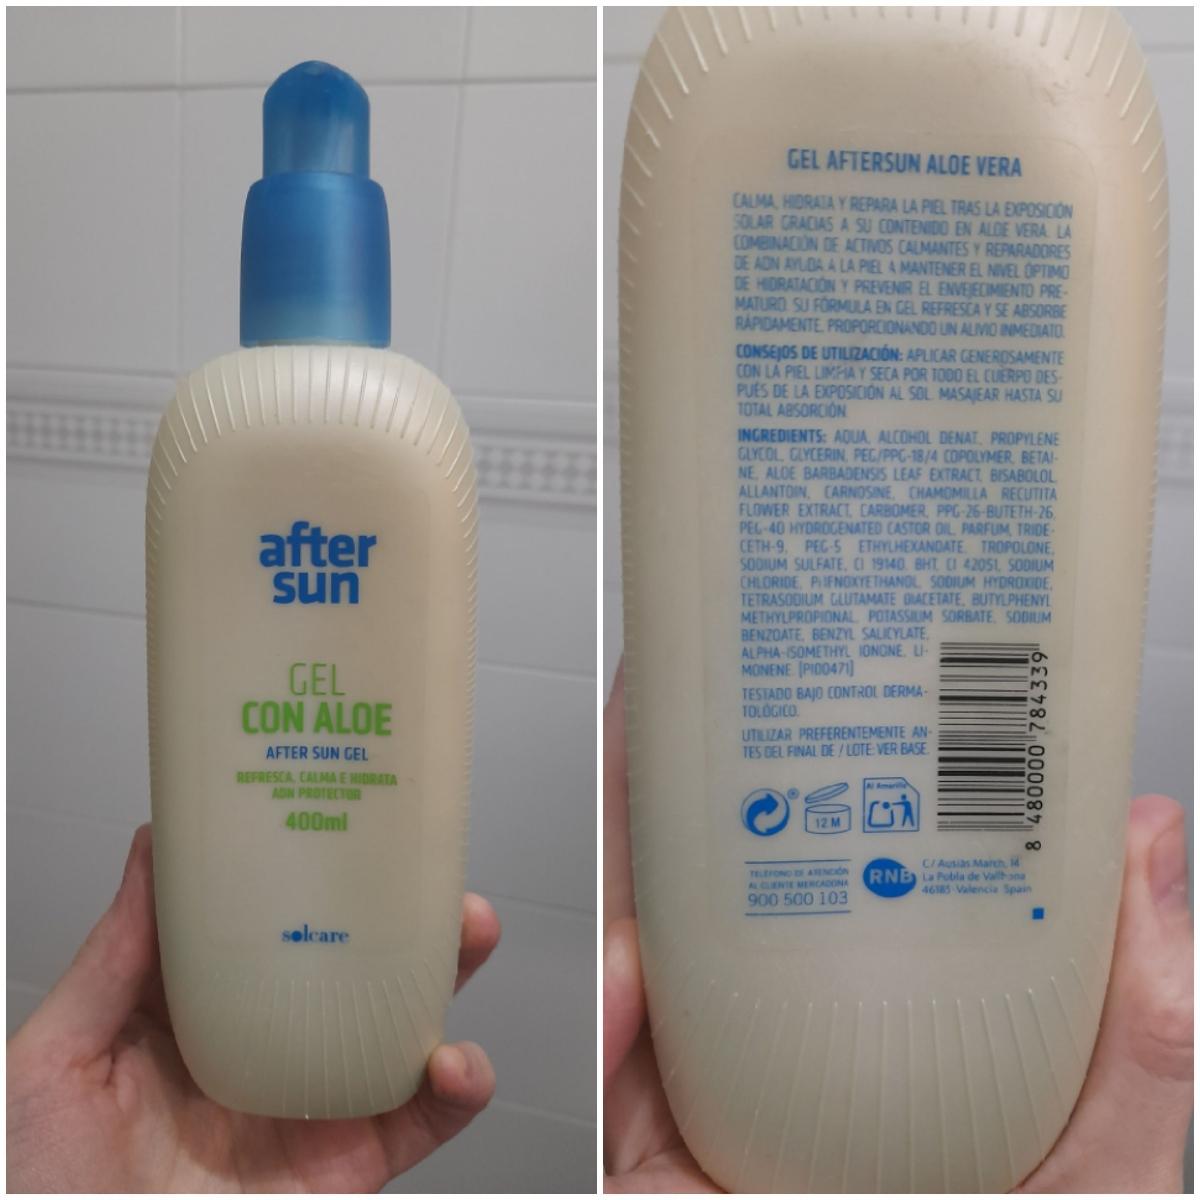 after
sun
GEL
CON ALOE
AFTER SUN GEL
REFRESCA, CALMA E HIDRATA
ADN PROTECTOR
400ml
solcare
GEL AFTERSUN ALOE VERA
CALMA, HIDRATA Y REPARA LA PIEL TRAS LA EXPOSICIÓN
SOLAR GRACIAS A SU CONTENIDO EN ALOE VERA. LA
COMBINACIÓN DE ACTIVOS CALMANTES Y REPARADORES
DE ADN AYUDA A LA PIEL A MANTENER EL NIVEL ÓPTIMO
DE HIDRATACIÓN Y PREVENIR EL ENVEJECIMIENTO PRE-
MATURO. SU FÓRMULA EN GEL REFRESCA Y SE ABSORBE
RÁPIDAMENTE, PROPORCIONANDO UN ALIVIO INMEDIATO.
CONSEJOS DE UTILIZACIÓN: APLICAR GENEROSAMENTE
CON LA PIEL LIMPIA Y SECA POR TODO EL CUERPO DES-
PUÉS DE LA EXPOSICIÓN AL SOL. MASAJEAR HASTA SU
TOTAL ABSORCIÓN.
INGREDIENTS: AQUA, ALCOHOL DENAT, PROPYLENE
GLYCOL, GLYCERIN, PEG/PPG-18/4 COPOLYMER, BETAI-
NE, ALOE BARBADENSIS LEAF EXTRACT, BISABOLOL,
ALLANTOIN, CARNOSINE, CHAMOMILLA RECUTITA
FLOWER EXTRACT, CARBOMER, PPG-26-BUTETH-26,
PEG-40 HYDROGENATED CASTOR OIL, PARFUM, TRIDE-
CETH-9, PEG-5 ETHYLHEXANOATE, TROPOLONE,
SODIUM SULFATE, CI 19140, BHT, CI 42051, SODIUM
CHLORIDE, PHENOXYETHANOL, SODIUM HYDROXIDE,
TETRASODIUM GLUTAMATE DIACETATE, BUTYLPHENYL
METHYLPROPIONAL, POTASSIUM SORBATE, SODIUM
BENZOATE, BENZYL SALICYLATE,
ALPHA-ISOMETHYL IONONE, LI-
MONENE. [PI00471]
TESTADO BAJO CONTROL DERMA-
TOLÓGICO.
UTILIZAR PREFERENTEMENTE AN-
TES DEL FINAL DE / LOTE: VER BASE.
8 480000 784339
12 M
Al Amarillo
TELÉFONO DE ATENCIÓN
AL CLIENTE MERCADONA
900 500 103
RNB
C/ Ausiàs March, 14
La Pobla de Vallbona
46185 · Valencia Spain